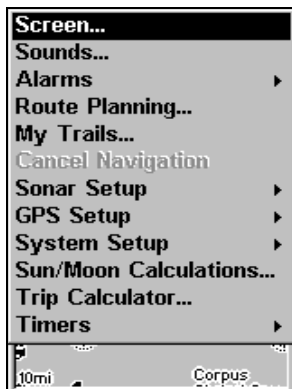 Screen...
Sounds...
Alarms
Route Planning...
My Trails...
Cancel Navigation
Sonar Setup
GPS Setup
System Setup
Sun/Moon Calculations...
Trip Calculator...
Timers
10mi
Corpus